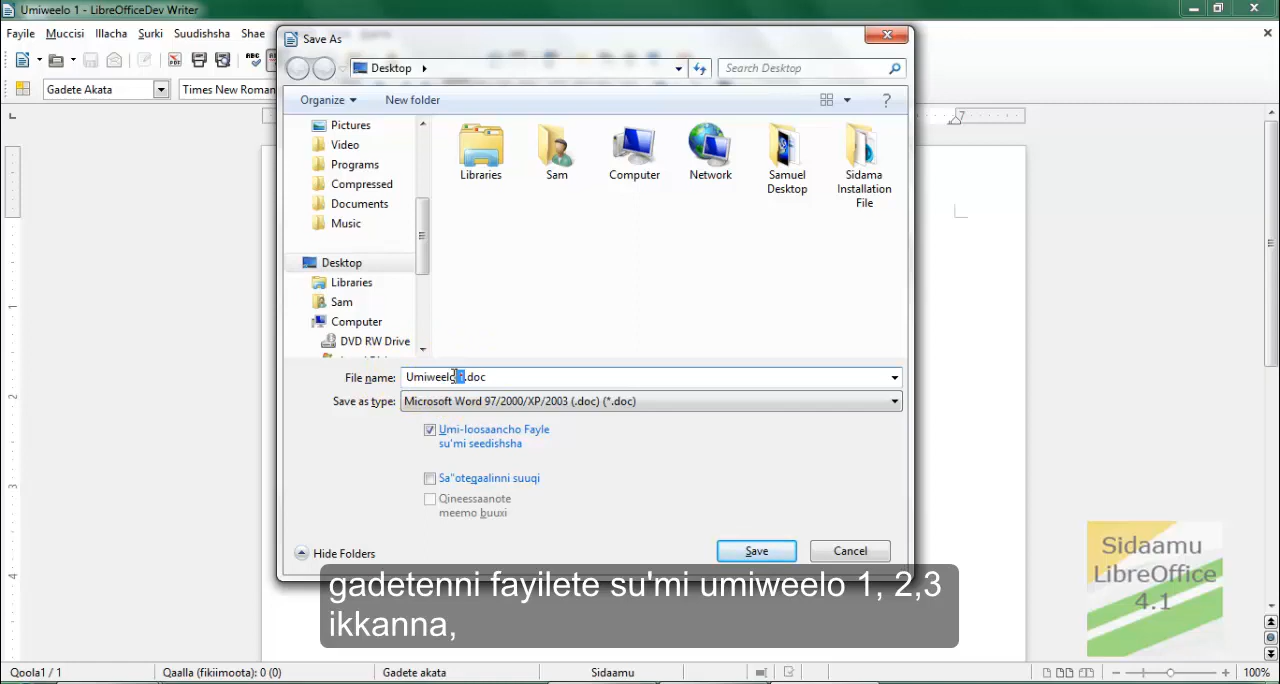 Umiweelo 1 - LibreOfficeDev Writer
Fayile Muccisi Illacha Surki Suudishsha Shae
Gadete Akata
Times New Roman
Save As
Desktop
Search Desktop
Organize
New folder
Pictures
Video
Programs
Compressed
Documents
Music
Desktop
Libraries
Sam
Computer
DVD RW Drive
Libraries
Sam
Computer
Network
Samuel
Desktop
Sidama
Installation
File
File name:
.doc
Save as type:
Microsoft Word 97/2000/XP/2003 (.doc) (*.doc)
Umi-loosaancho Fayle
su'mi seedishsha
Sa"otegaalinni suuqi
Qineessaanote
meemo buuxi
Hide Folders
Save
Cancel
7
1
2
3
4
Sidaamu
LibreOffice
4.1
gadetenni fayilete su'mi umiweelo 1, 2,3
ikkanna,
Qoola1 / 1
Qaalla (fikiimoota): 0 (0)
Gadete akata
Sidaamu
100%